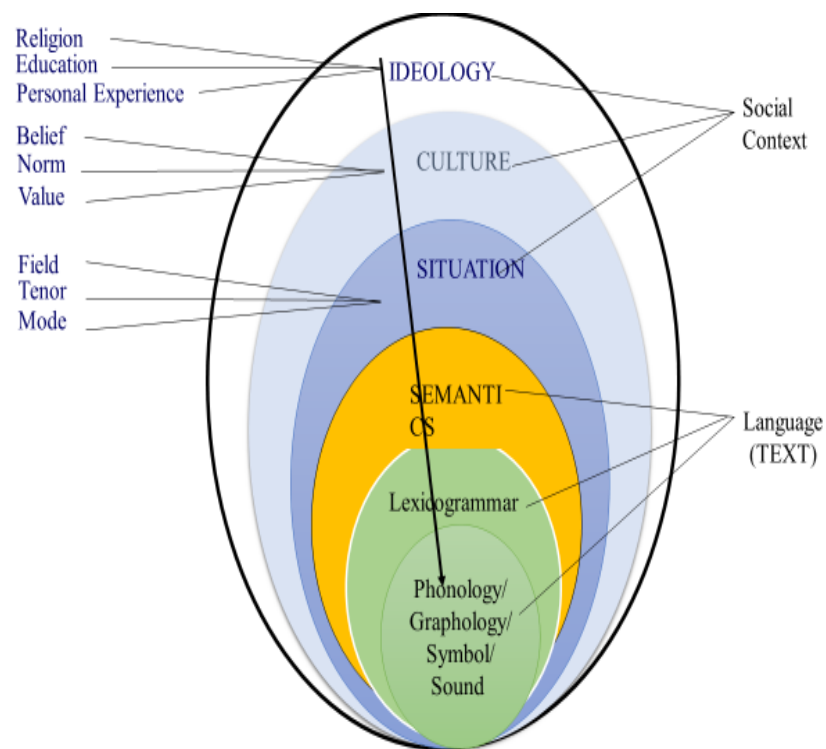 Religion
Education
Personal Experience
IDEOLOGY
Belief
Norm
Value
CULTURE
Field
Tenor
Mode
SITUATION
SEMANTI
CS
Lexicogrammar
Phonology/
Graphology/
Symbol/
Sound
Social
Context
Language
(TEXT)